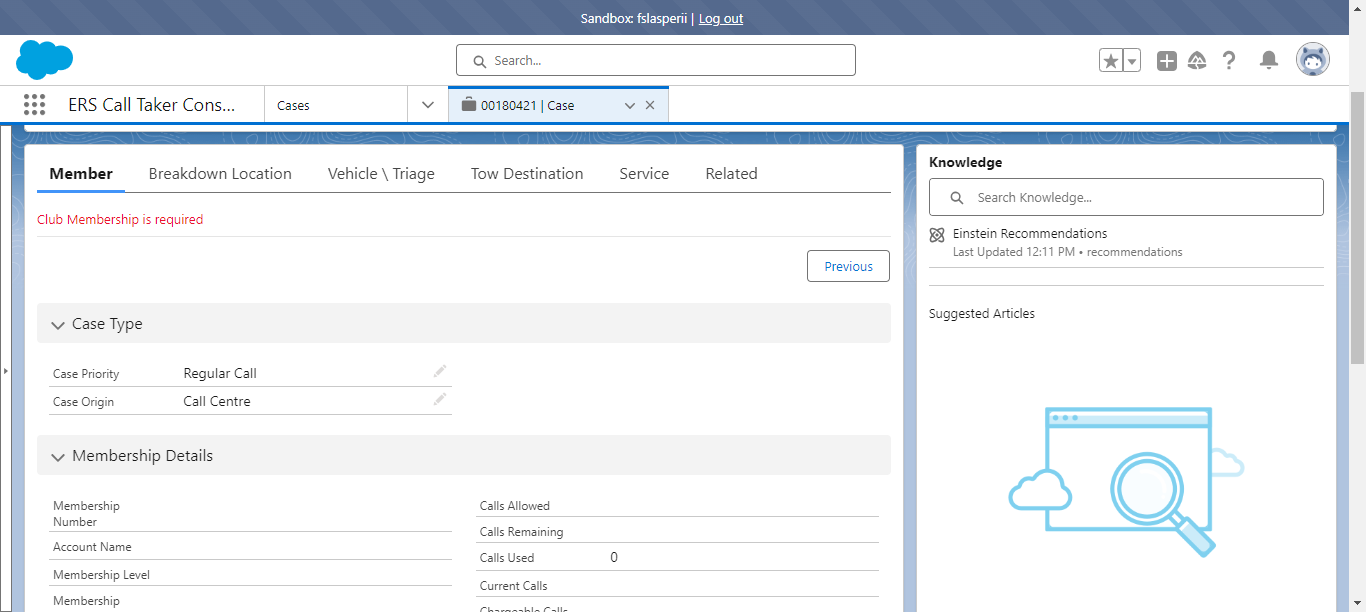 Sandbox: fslasperii | Log out
Search...
ERS Call Taker Cons...
Cases
00180421 | Case
Member
Breakdown Location
Vehicle \ Triage
Tow Destination
Service
Related
Club Membership is required
Previous
Case Type
Case Priority Regular Call
Case Origin Call Centre
Membership Details
Membership
Number
Account Name
Membership Level
Membership
Calls Allowed
Calls Remaining
Calls Used 0
Current Calls
Chargeable Calls
Knowledge
Search Knowledge...
Einstein Recommendations
Last Updated 12:11 PM • recommendations
Suggested Articles